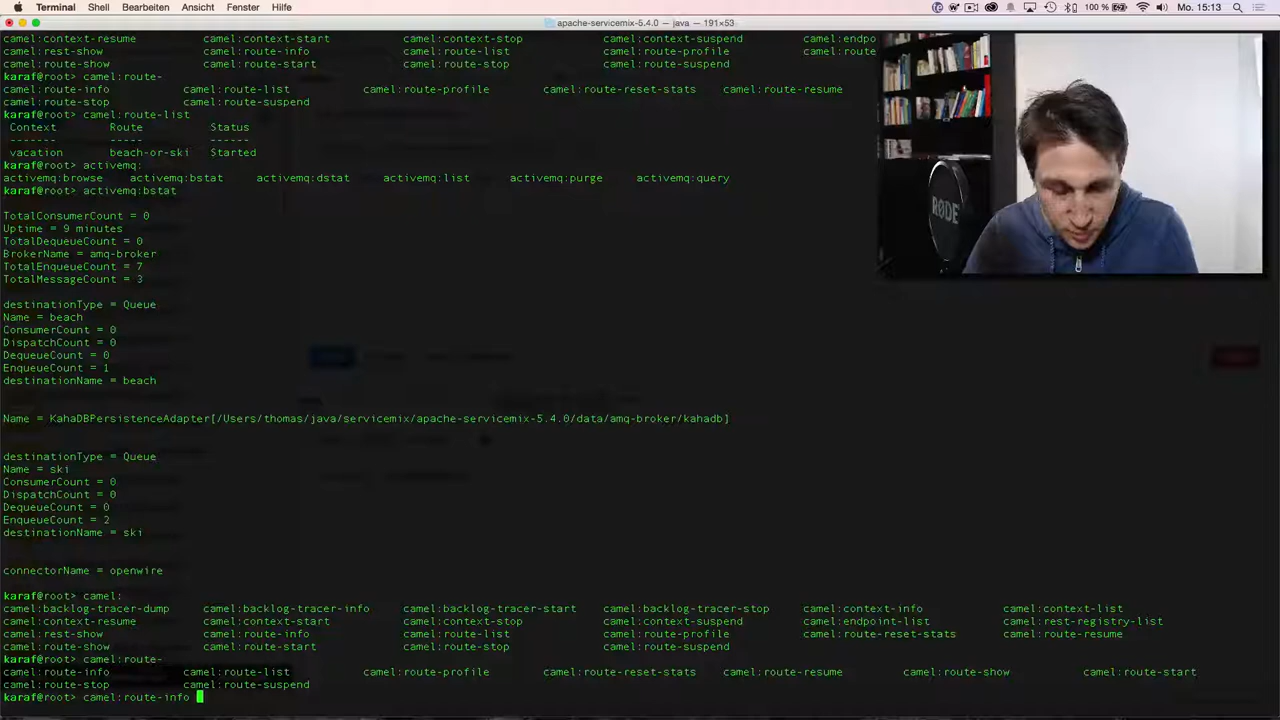 Terminal Shell Bearbeiten Ansicht Fenster Hilfe 100 % Mo. 15:13
apache-servicemix-5.4.0 — java — 191×53
camel:context-resume camel:context-start camel:context-stop camel:context-suspend camel:endpo
camel:rest-show camel:route-info camel:route-list camel:route-profile camel:route
camel:route-show camel:route-start camel:route-stop camel:route-suspend
karaf@root> camel:route-
camel:route-info camel:route-list camel:route-profile camel:route-reset-stats camel:route-resume
camel:route-stop camel:route-suspend
karaf@root> camel:route-list
Context Route Status
------- ----- ------
vacation beach-or-ski Started
karaf@root> activemq:
activemq:browse activemq:bstat activemq:dstat activemq:list activemq:purge activemq:query
karaf@root> activemq:bstat
TotalConsumerCount = 0
Uptime = 9 minutes
TotalDequeueCount = 0
BrokerName = amq-broker
TotalEnqueueCount = 7
TotalMessageCount = 3
destinationType = Queue
Name = beach
ConsumerCount = 0
DispatchCount = 0
DequeueCount = 0
EnqueueCount = 1
destinationName = beach
Name = KahaDBPersistenceAdapter[/Users/thomas/java/servicemix/apache-servicemix-5.4.0/data/amq-broker/kahadb]
destinationType = Queue
Name = ski
ConsumerCount = 0
DispatchCount = 0
DequeueCount = 0
EnqueueCount = 2
destinationName = ski
connectorName = openwire
karaf@root> camel:
camel:backlog-tracer-dump camel:backlog-tracer-info camel:backlog-tracer-start camel:backlog-tracer-stop camel:context-info camel:context-list
camel:context-resume camel:context-start camel:context-stop camel:context-suspend camel:endpoint-list camel:rest-registry-list
camel:rest-show camel:route-info camel:route-list camel:route-profile camel:route-reset-stats camel:route-resume
camel:route-show camel:route-start camel:route-stop camel:route-suspend
karaf@root> camel:route-
camel:route-info camel:route-list camel:route-profile camel:route-reset-stats camel:route-resume camel:route-show camel:route-start
camel:route-stop camel:route-suspend
karaf@root> camel:route-info
RØDE